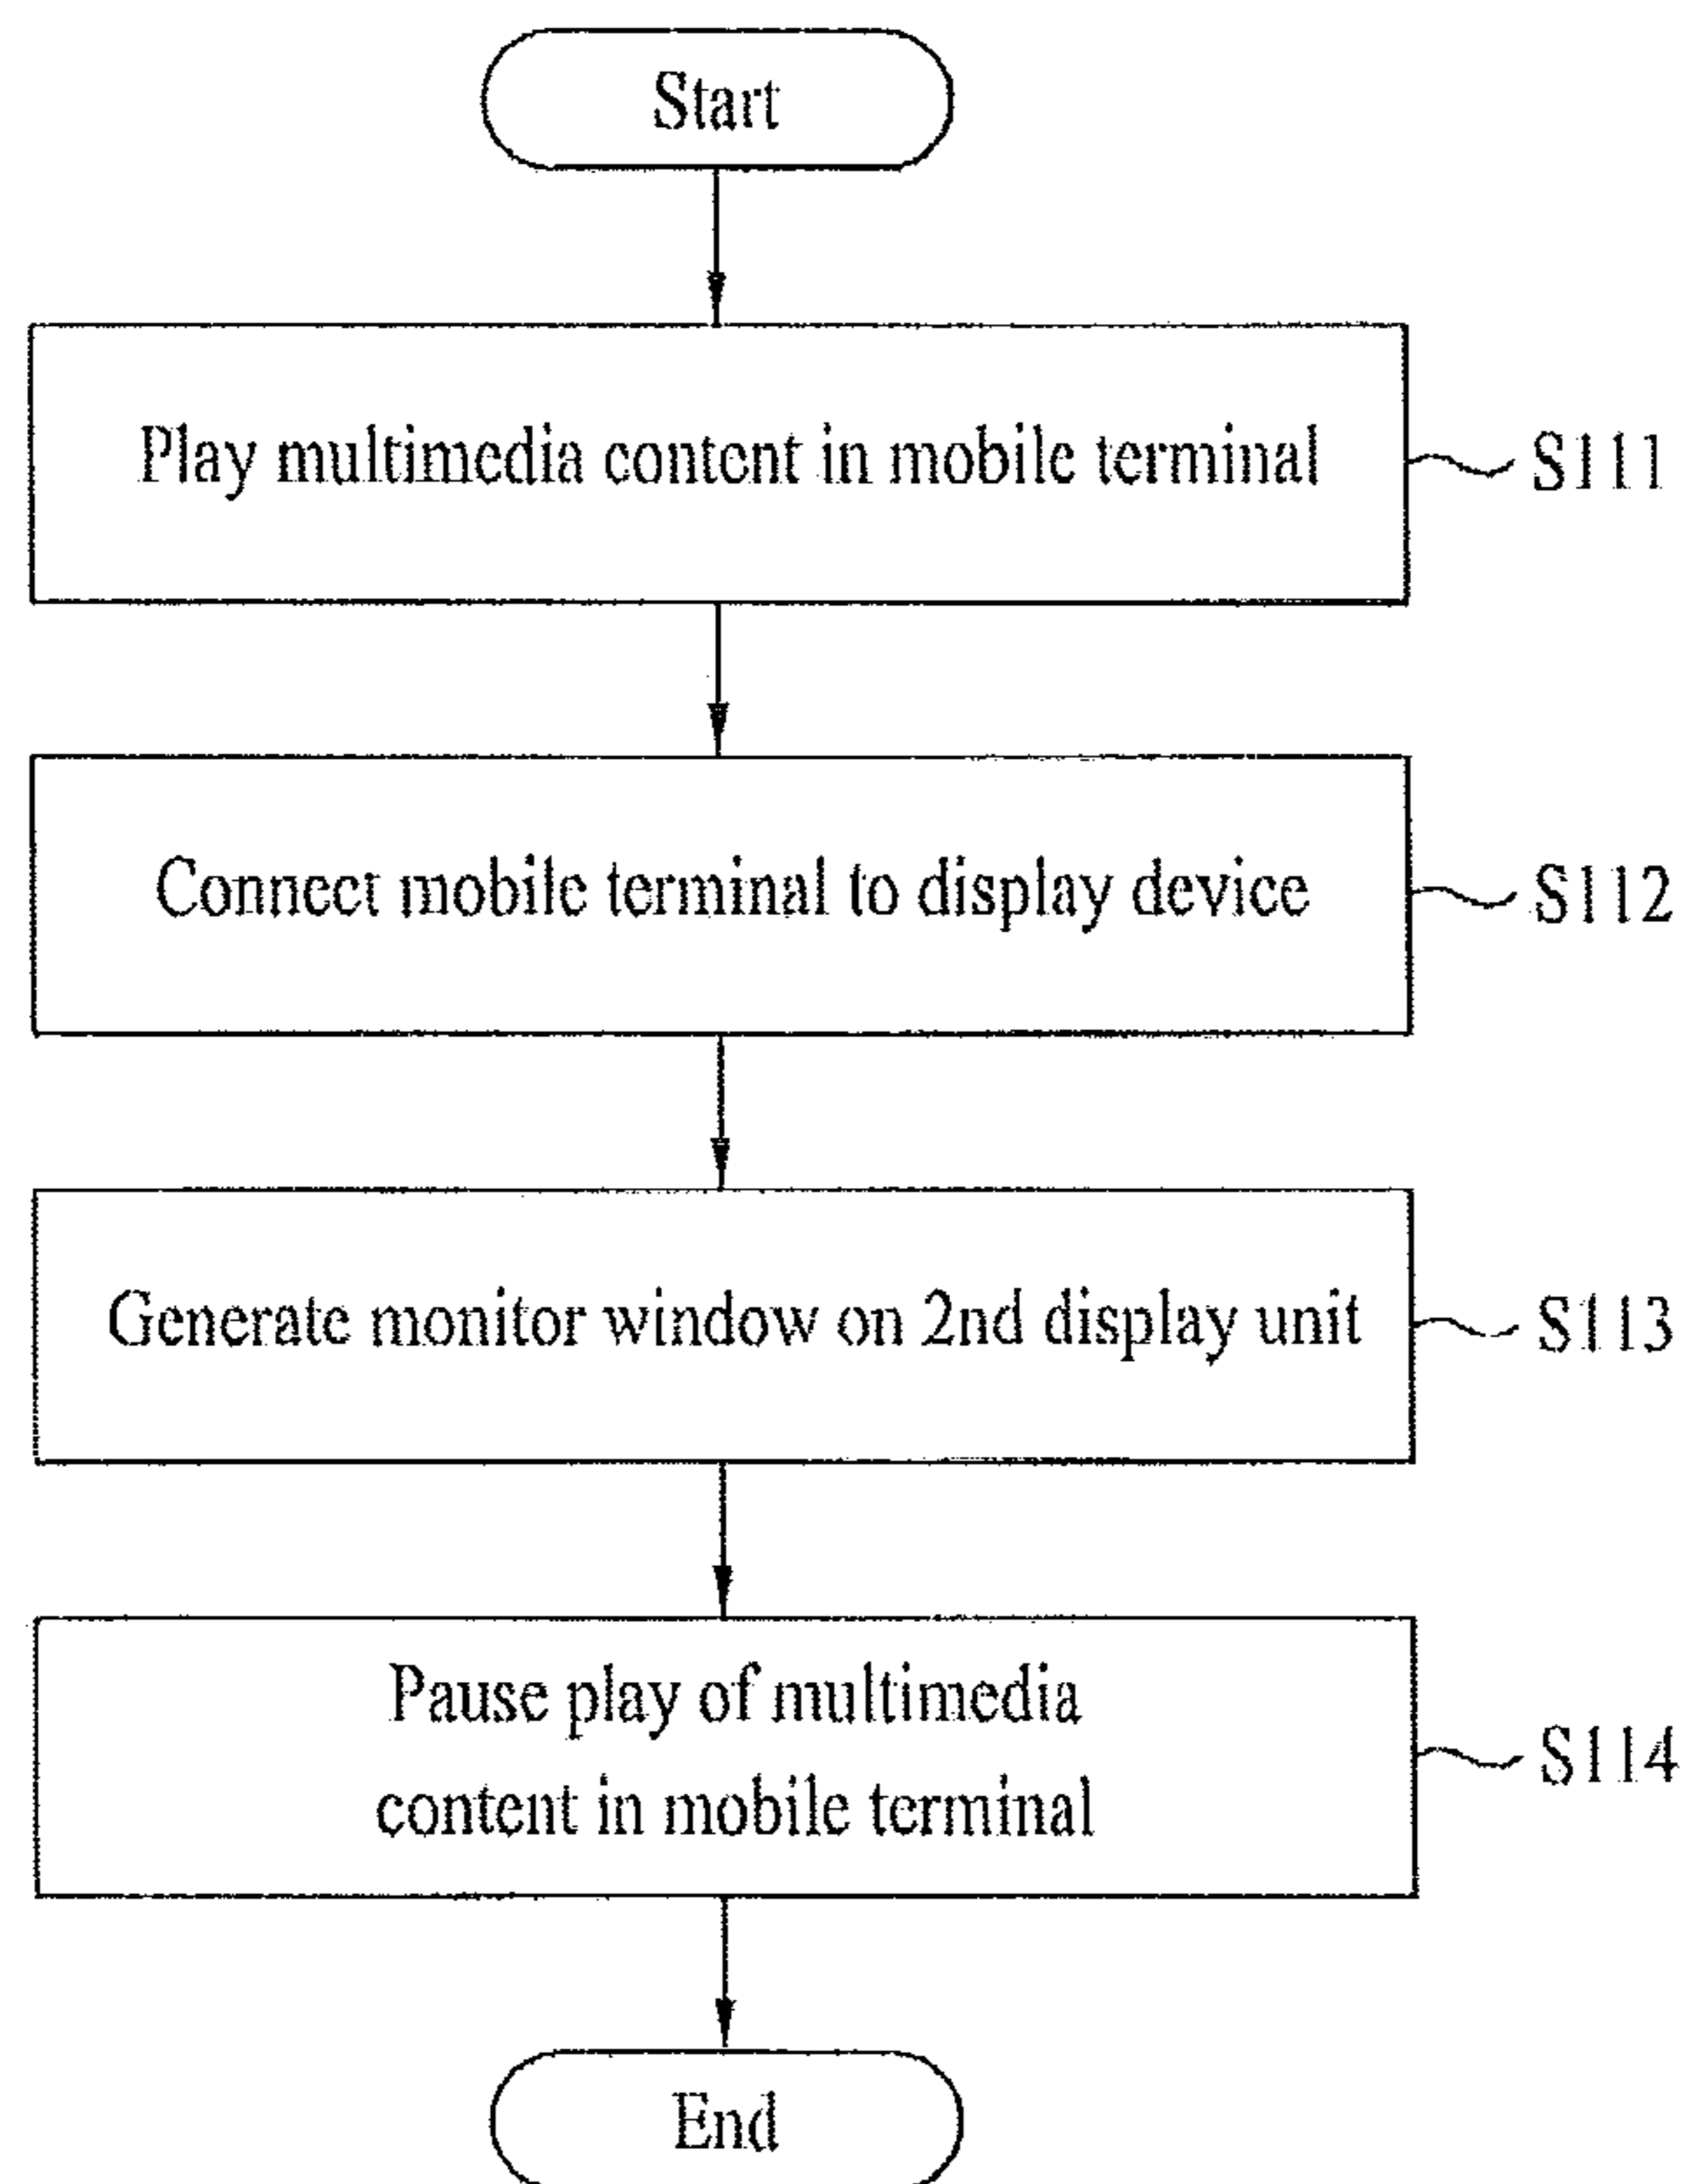 Start
Play multimedia content in mobile terminal
S111
Connect mobile terminal to display device
S112
Generate monitor window on 2nd display unit
S113
Pause play of multimedia
content in mobile terminal
S114
End